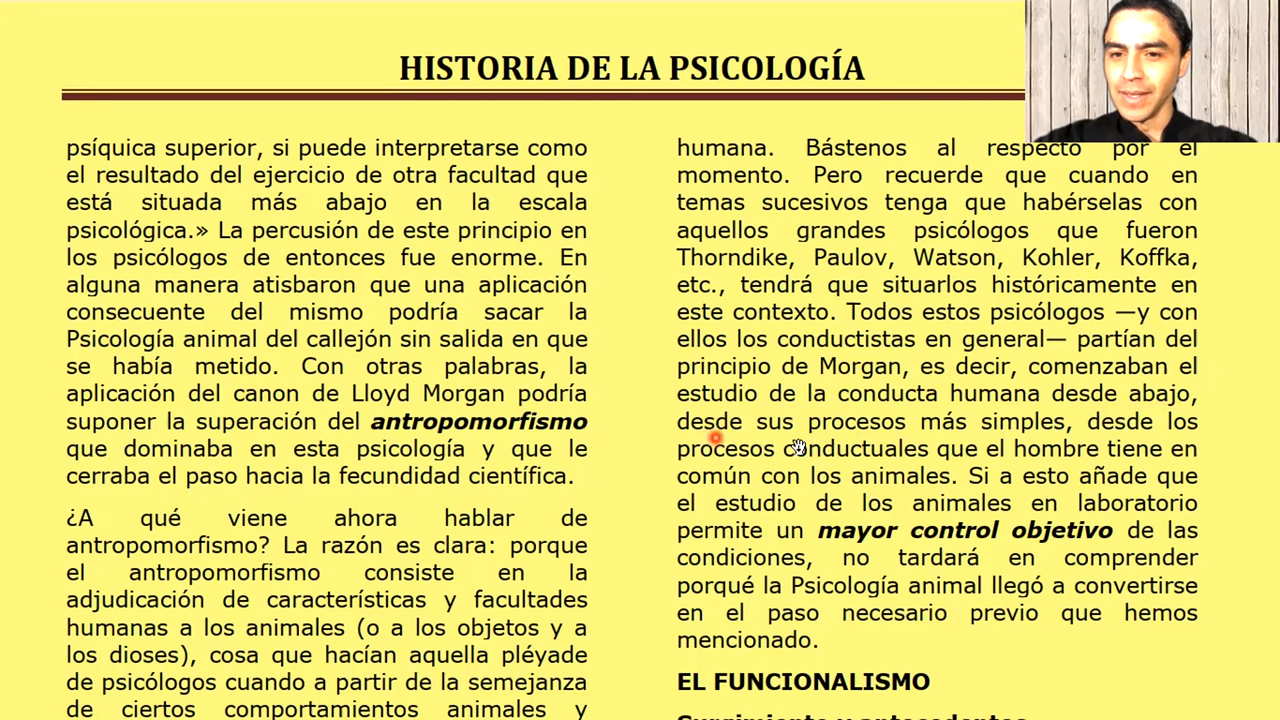 HISTORIA DE LA PSICOLOGÍA
psíquica superior, si puede interpretarse como
el resultado del ejercicio de otra facultad que
está situada más abajo en la escala
psicológica.» La percusión de este principio en
los psicólogos de entonces fue enorme. En
alguna manera atisbaron que una aplicación
consecuente del mismo podría sacar la
Psicología animal del callejón sin salida en que
se había metido. Con otras palabras, la
aplicación del canon de Lloyd Morgan podría
suponer la superación del antropomorfismo
que dominaba en esta psicología y que le
cerraba el paso hacia la fecundidad científica.
¿A qué viene ahora hablar de
antropomorfismo? La razón es clara: porque
el antropomorfismo consiste en la
adjudicación de características y facultades
humanas a los animales (o a los objetos y a
los dioses), cosa que hacían aquella pléyade
de psicólogos cuando a partir de la semejanza
de ciertos comportamientos animales y
humana. Bástenos al respecto por el
momento. Pero recuerde que cuando en
temas sucesivos tenga que habérselas con
aquellos grandes psicólogos que fueron
Thorndike, Paulov, Watson, Kohler, Koffka,
etc., tendrá que situarlos históricamente en
este contexto. Todos estos psicólogos —y con
ellos los conductistas en general— partían del
principio de Morgan, es decir, comenzaban el
estudio de la conducta humana desde abajo,
desde sus procesos más simples, desde los
procesos conductuales que el hombre tiene en
común con los animales. Si a esto añade que
el estudio de los animales en laboratorio
permite un mayor control objetivo de las
condiciones, no tardará en comprender
porqué la Psicología animal llegó a convertirse
en el paso necesario previo que hemos
mencionado.
EL FUNCIONALISMO
Surgimiento y antecedentes